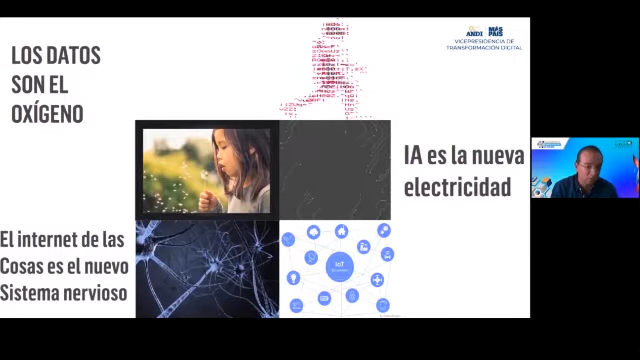 LOS DATOS
SON EL
OXÍGENO
ANDI MÁS PAÍS
VICEPRESIDENCIA DE
TRANSFORMACIÓN DIGITAL
IA es la nueva
electricidad
El internet de las
Cosas es el nuevo
Sistema nervioso
IoT